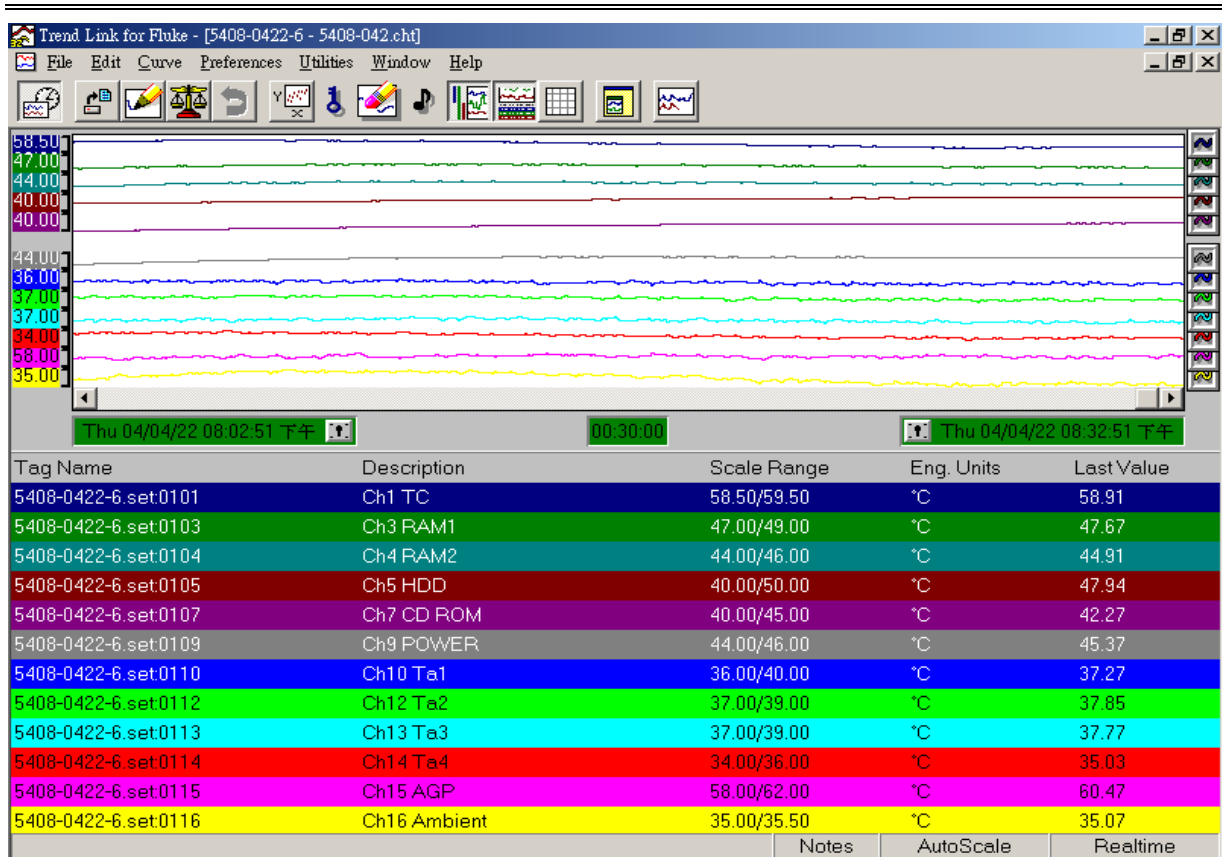 Trend Link for Fluke - [5408-0422-6 - 5408-042.cht]
File Edit Curve Preferences Utilities Window Help
58.50
47.00
44.00
40.00
40.00
44.00
36.00
37.00
37.00
34.00
58.00
35.00
Thu 04/04/22 08:02:51 下午 00:30:00 Thu 04/04/22 08:32:51 下午
Tag Name Description Scale Range Eng. Units Last Value
5408-0422-6.set:0101 Ch1 TC 58.50/59.50 °C 58.91
5408-0422-6.set:0103 Ch3 RAM1 47.00/49.00 °C 47.67
5408-0422-6.set:0104 Ch4 RAM2 44.00/46.00 °C 44.91
5408-0422-6.set:0105 Ch5 HDD 40.00/50.00 °C 47.94
5408-0422-6.set:0107 Ch7 CD ROM 40.00/45.00 °C 42.27
5408-0422-6.set:0109 Ch9 POWER 44.00/46.00 °C 45.37
5408-0422-6.set:0110 Ch10 Ta1 36.00/40.00 °C 37.27
5408-0422-6.set:0112 Ch12 Ta2 37.00/39.00 °C 37.85
5408-0422-6.set:0113 Ch13 Ta3 37.00/39.00 °C 37.77
5408-0422-6.set:0114 Ch14 Ta4 34.00/36.00 °C 35.03
5408-0422-6.set:0115 Ch15 AGP 58.00/62.00 °C 60.47
5408-0422-6.set:0116 Ch16 Ambient 35.00/35.50 °C 35.07
Notes AutoScale Realtime